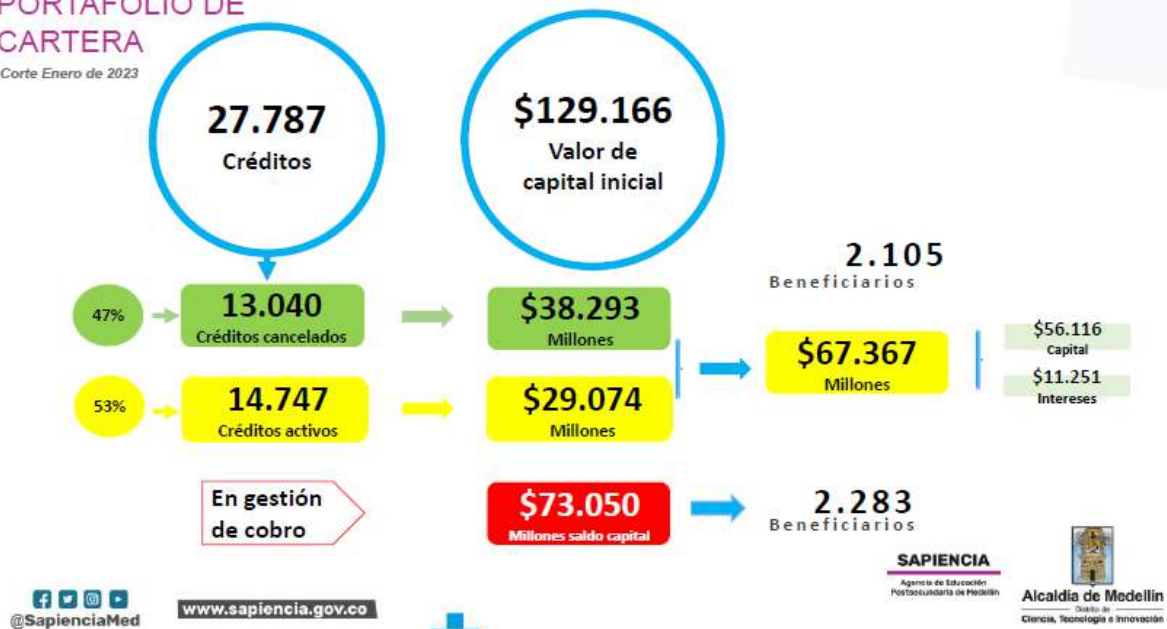 PORTAFOLIO DE
CARTERA
Corte Enero de 2023
27.787
Créditos
$129.166
Valor de
capital inicial
2.105
Beneficiarios
47%
13.040
Créditos cancelados
$38.293
Millones
$67.367
Millones
$56.116
Capital
$11.251
Intereses
53%
14.747
Créditos activos
$29.074
Millones
En gestión
de cobro
$73.050
Millones saldo capital
2.283
Beneficiarios
SAPIENCIA
Agencia de Educación
Postsecundaria de Medellín
Alcaldía de Medellín
Distrito de
Ciencia, Tecnología e Innovación
@SapienciaMed
www.sapiencia.gov.co